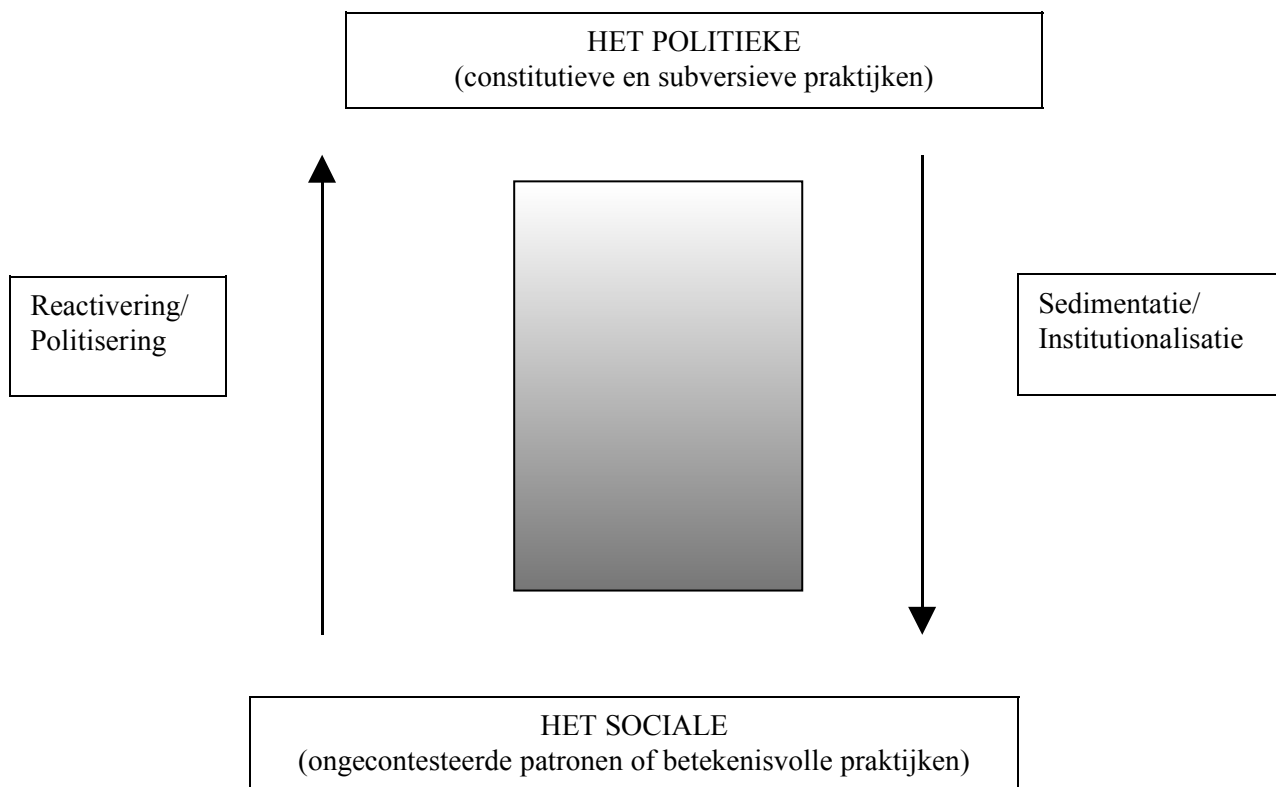 HET POLITIEKE
(constitutieve en subversieve praktijken)
Reactivering/
Politisering
Sedimentatie/
Institutionalisatie
HET SOCIALE
(ongecontesteerde patronen of betekenisvolle praktijken)